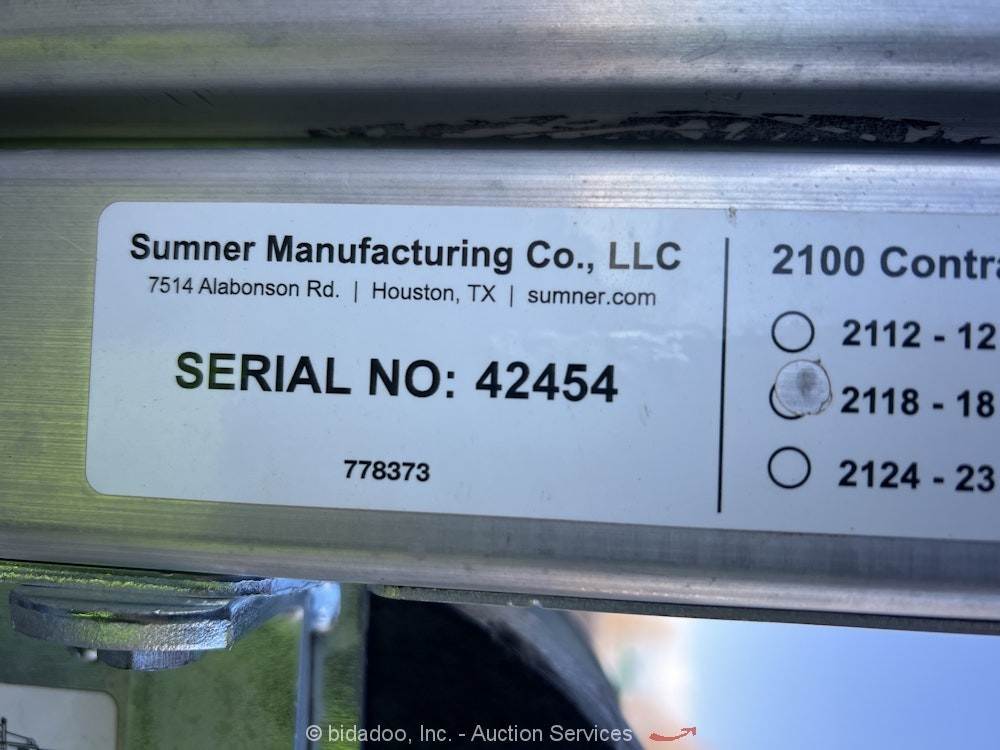 Sumner Manufacturing Co., LLC
7514 Alabonson Rd. | Houston, TX | sumner.com
SERIAL NO: 42454
778373
2100 Contra
2112 - 12
2118 - 18
2124 - 23
© bidadoo, Inc. - Auction Services